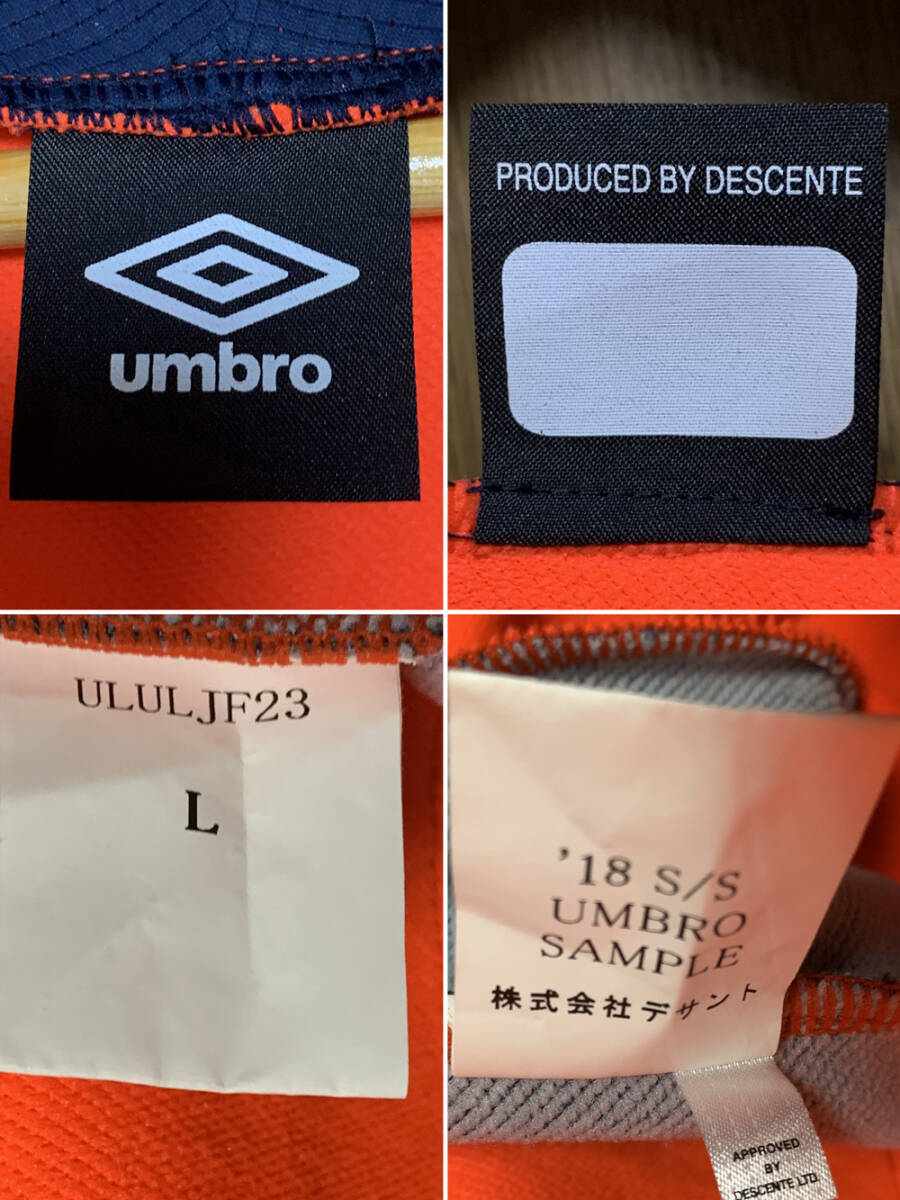 umbro
PRODUCED BY DESCENTE
ULULJF23
L
'18 S/S
UMBRO
SAMPLE
株式会社デサント
APPROVED
BY
DESCENTE,LTD.